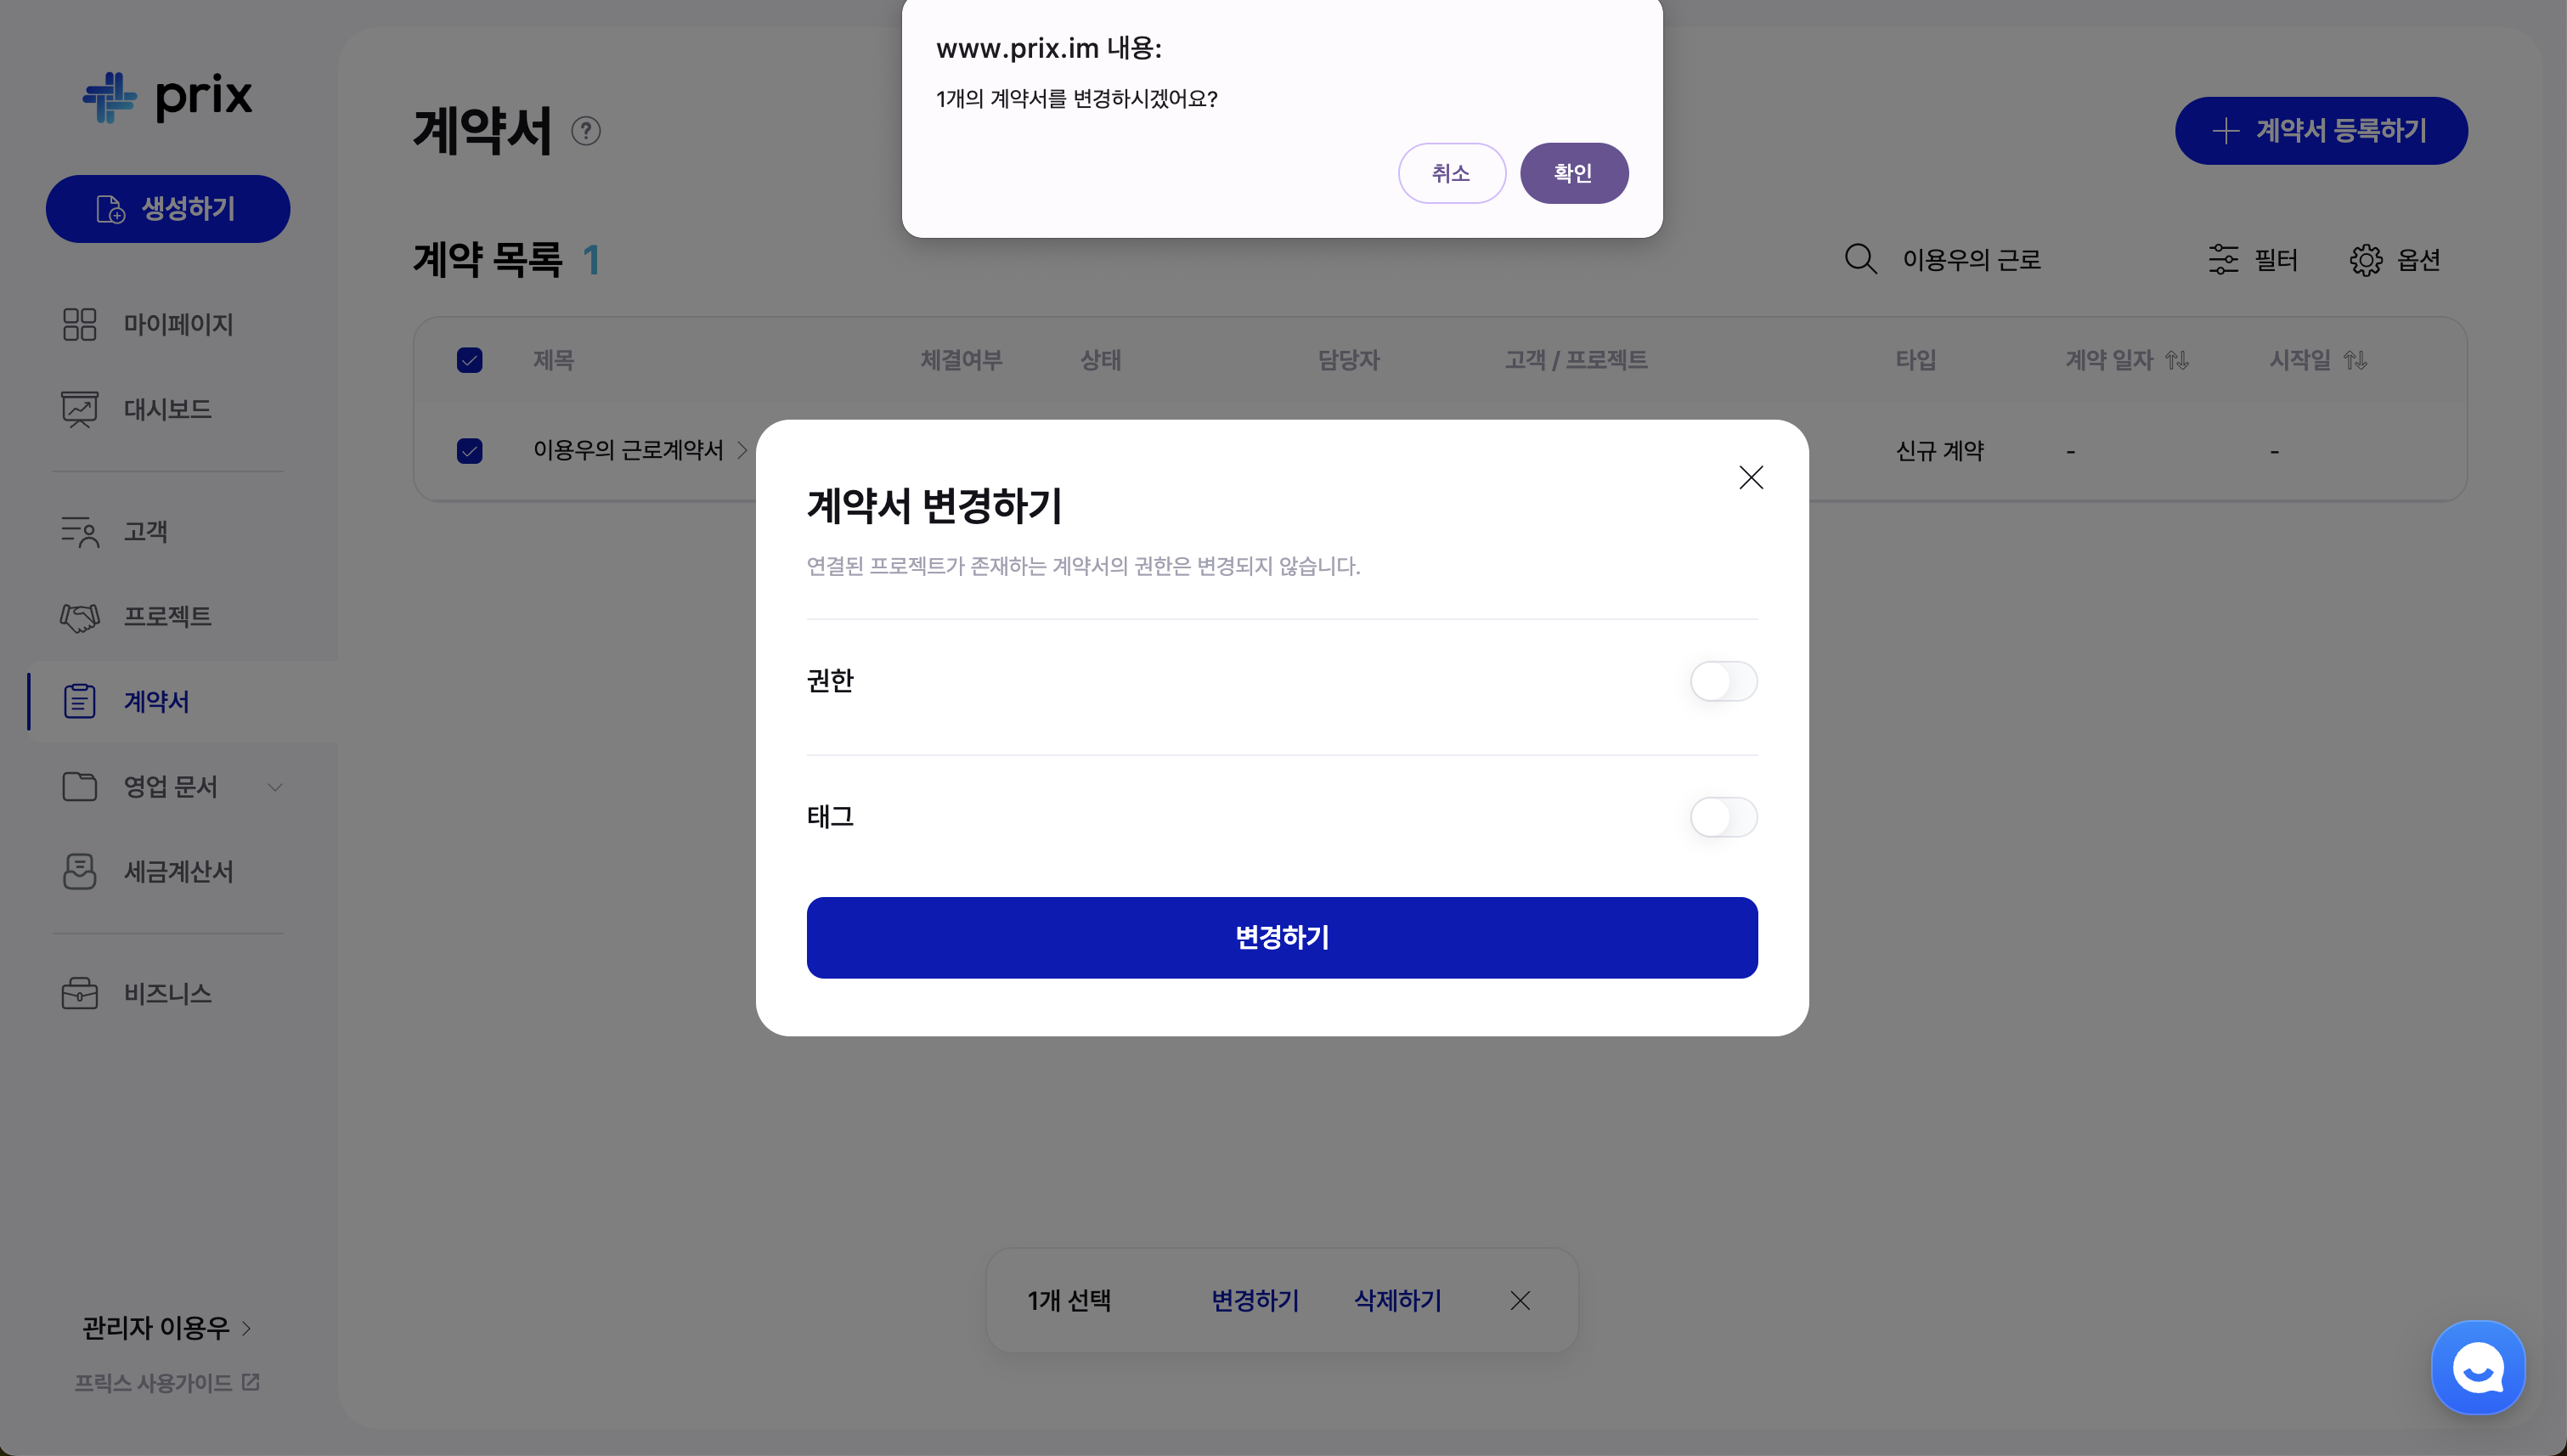 www.prix.im 내용:
1개의 계약서를 변경하시겠어요?
취소
확인
prix
생성하기
마이페이지
대시보드
고객
프로젝트
계약서
영업 문서
세금계산서
비즈니스
관리자 이용우
프릭스 사용가이드
계약서 ?
계약서 등록하기
계약 목록 1
이용우의 근로
필터
옵션
제목 체결여부 상태 담당자 고객 / 프로젝트 타입 계약 일자 시작일
이용우의 근로계약서 신규 계약 - -
계약서 변경하기
연결된 프로젝트가 존재하는 계약서의 권한은 변경되지 않습니다.
권한
태그
변경하기
1개 선택 변경하기 삭제하기